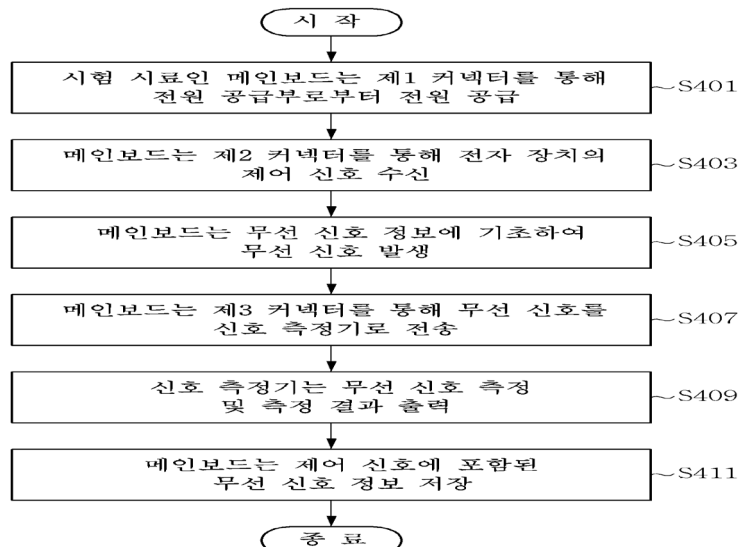 시 작
시험 시료인 메인보드는 제1 커넥터를 통해
전원 공급부로부터 전원 공급
S401
메인보드는 제2 커넥터를 통해 전자 장치의
제어 신호 수신
S403
메인보드는 무선 신호 정보에 기초하여
무선 신호 발생
S405
메인보드는 제3 커넥터를 통해 무선 신호를
신호 측정기로 전송
S407
신호 측정기는 무선 신호 측정
및 측정 결과 출력
S409
메인보드는 제어 신호에 포함된
무선 신호 정보 저장
S411
종 료